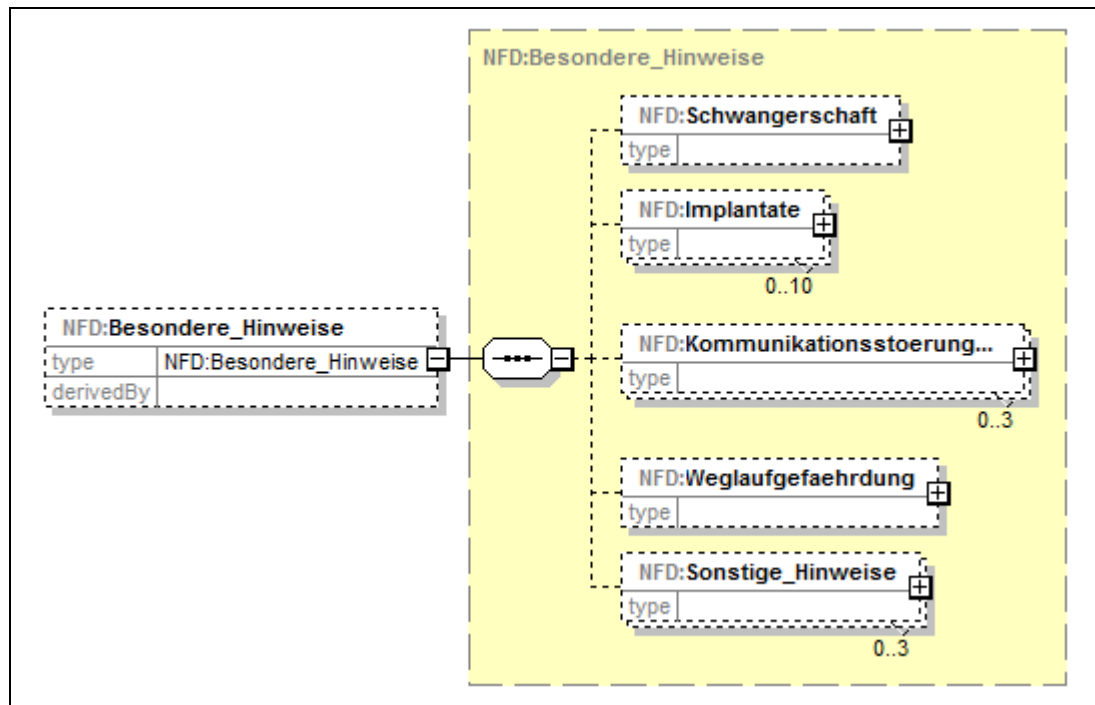 NFD:Besondere_Hinweise
NFD:Schwangerschaft
type
NFD:Implantate
type
0..10
NFD:Besondere_Hinweise
type NFD:Besondere_Hinweise
derivedBy
NFD:Kommunikationsstoerung...
type
0..3
NFD:Weglaufgefaehrdung
type
NFD:Sonstige_Hinweise
type
0..3